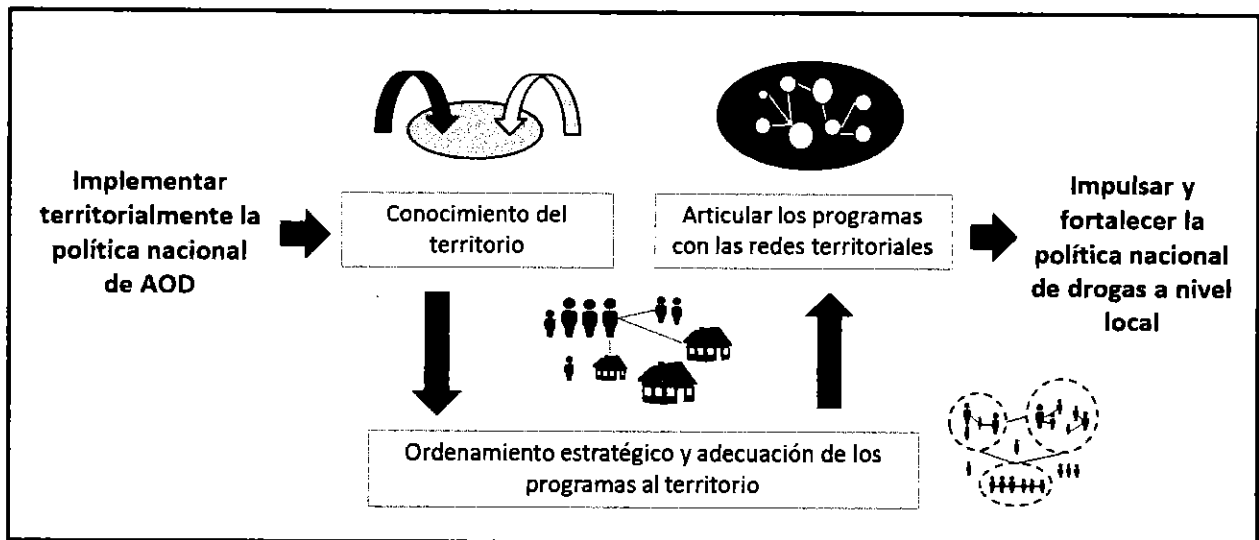 Implementar
territorialmente la
política nacional
de AOD
Conocimiento del
territorio
Ordenamiento estratégico y adecuación de los
programas al territorio
Articular los programas
con las redes territoriales
Impulsar y
fortalecer la
política nacional
de drogas a nivel
local